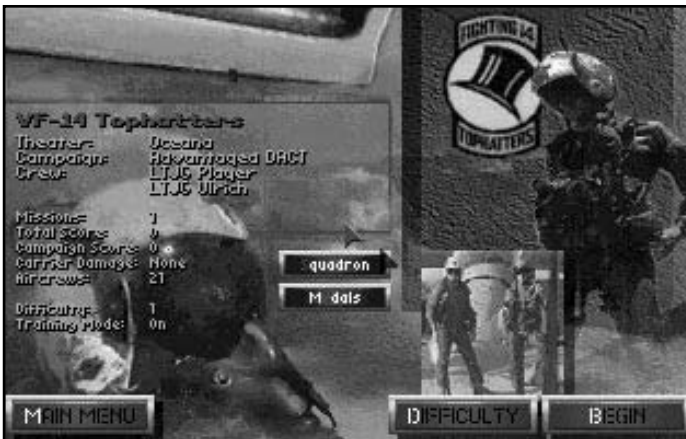 FIGHTING 14
TOPHATTERS
VF-14 Tophatters
Theater: Oceana
Campaign: Advantaged DACT
Crew: LTJG Player
LTJG Ulrich
Missions: 1
Total Score: 0
Campaign Score: 0
Carrier Damage: None
Aircrews: 21
Difficulty: 1
Training Mode: On
quadron
M dals
MAIN MENU
DIFFICULTY
BEGIN